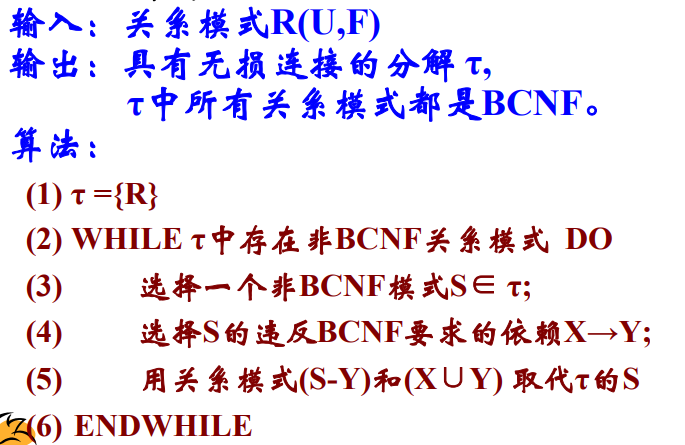 输入：关系模式R(U,F)
输出：具有无损连接的分解 τ,
τ中所有关系模式都是BCNF。
算法：
(1) τ ={R}
(2) WHILE τ中存在非BCNF关系模式 DO
(3) 选择一个非BCNF模式S∈ τ;
(4) 选择S的违反BCNF要求的依赖X→Y;
(5) 用关系模式(S-Y)和(X∪Y) 取代τ的S
(6) ENDWHILE